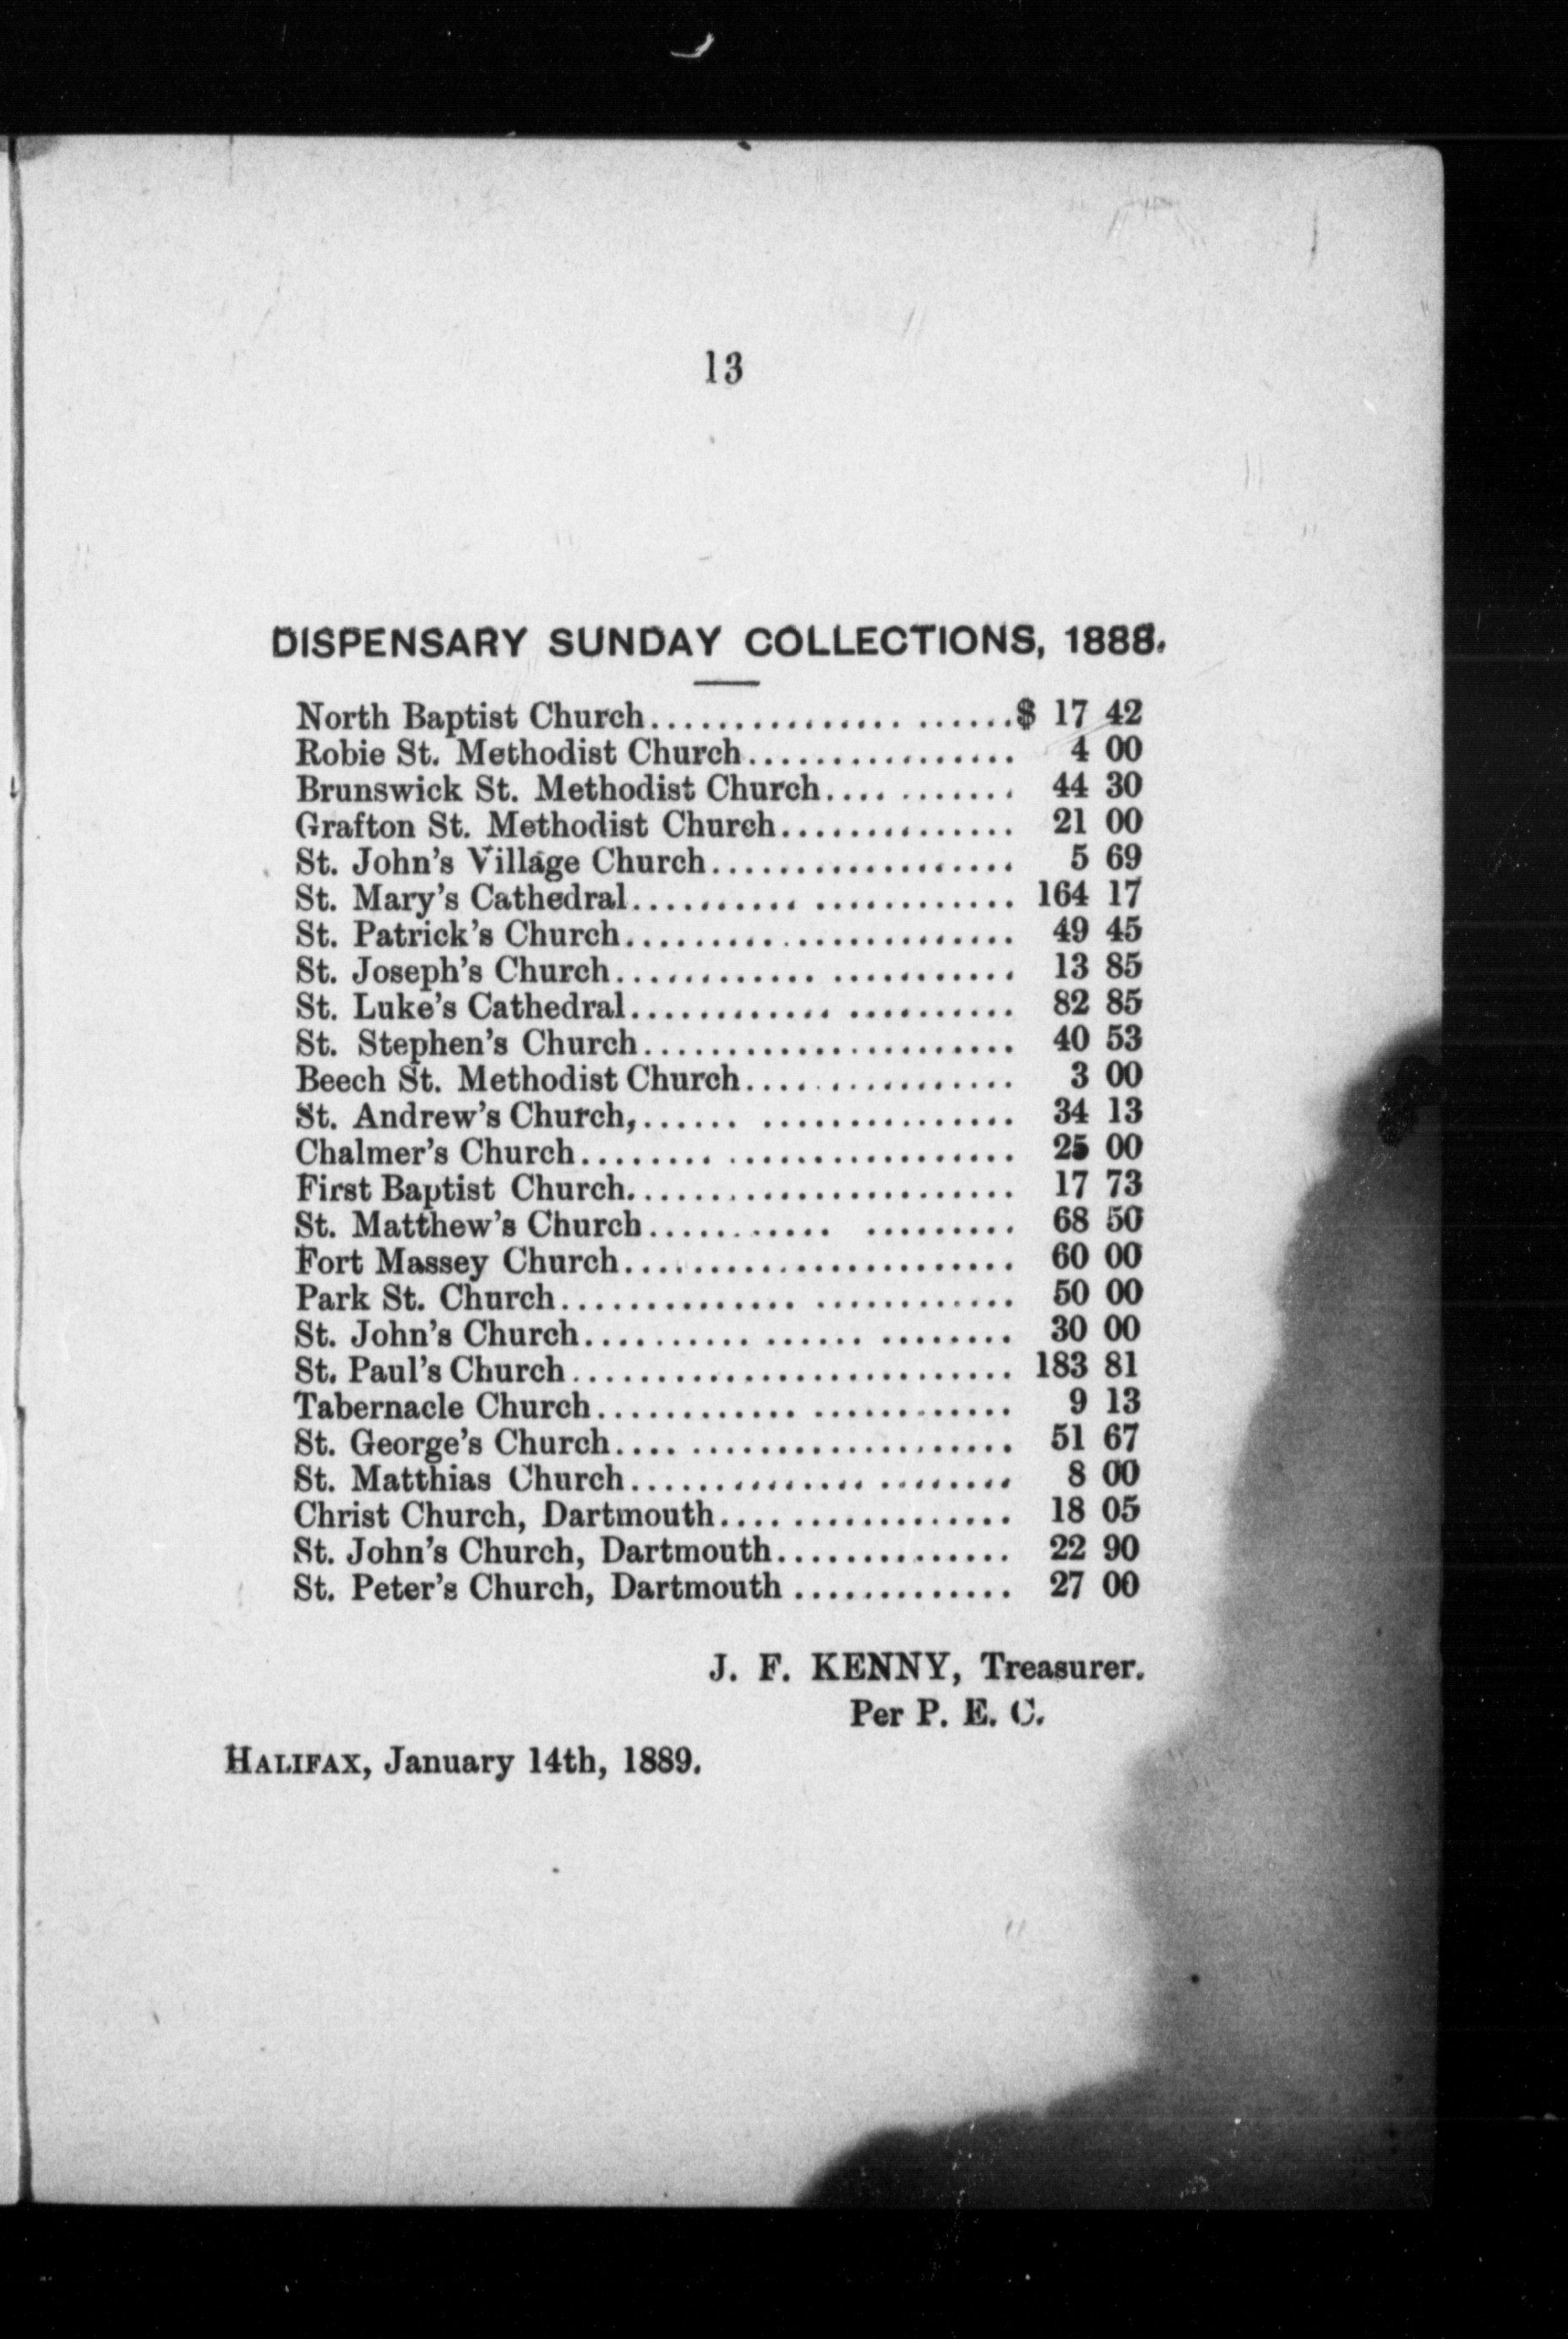 13
DISPENSARY SUNDAY COLLECTIONS, 1888.
North Baptist Church...................... $ 17 42
Robie St. Methodist Church................ 4 00
Brunswick St. Methodist Church............ 44 30
Grafton St. Methodist Church.............. 21 00
St. John's Village Church.................. 5 69
St. Mary's Cathedral...................... 164 17
St. Patrick's Church....................... 49 45
St. Joseph's Church....................... 13 85
St. Luke's Cathedral...................... 82 85
St. Stephen's Church...................... 40 53
Beech St. Methodist Church................ 3 00
St. Andrew's Church,..................... 34 13
Chalmer's Church......................... 25 00
First Baptist Church....................... 17 73
St. Matthew's Church.................... 68 50
Fort Massey Church....................... 60 00
Park St. Church.......................... 50 00
St. John's Church........................ 30 00
St. Paul's Church.......................... 183 81
Tabernacle Church........................ 9 13
St. George's Church....................... 51 67
St. Matthias Church...................... 8 00
Christ Church, Dartmouth................. 18 05
St. John's Church, Dartmouth.............. 22 90
St. Peter's Church, Dartmouth ............. 27 00
J. F. KENNY, Treasurer.
Per P. E. C.
HALIFAX, January 14th, 1889.